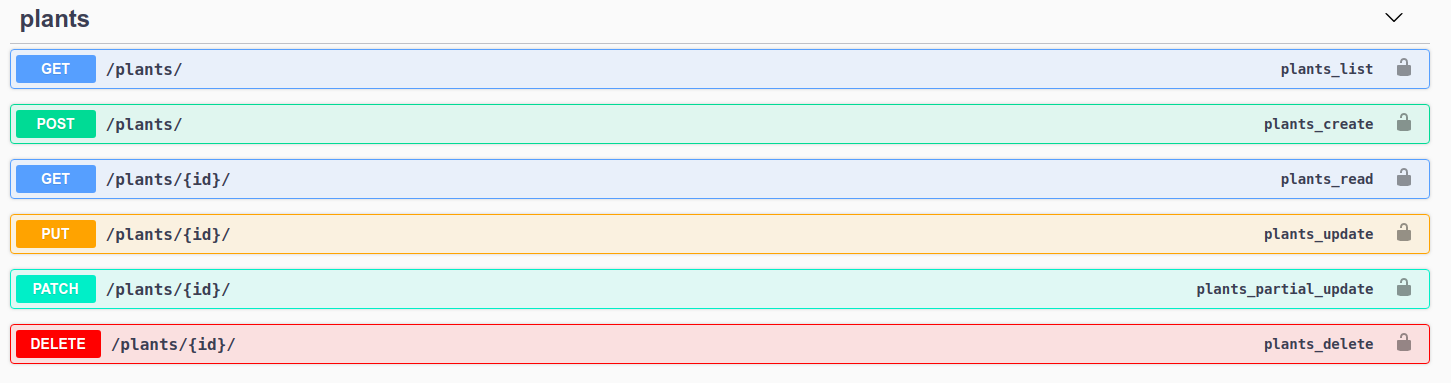 plants
GET /plants/ plants_list
POST /plants/ plants_create
GET /plants/{id}/ plants_read
PUT /plants/{id}/ plants_update
PATCH /plants/{id}/ plants_partial_update
DELETE /plants/{id}/ plants_delete